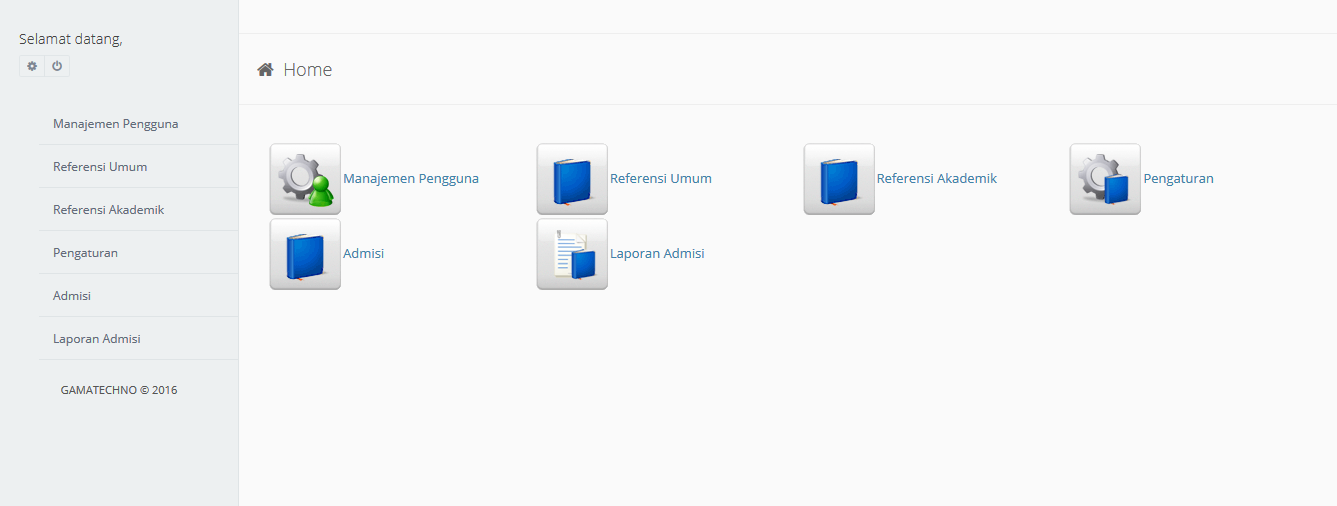 Selamat datang,
Manajemen Pengguna
Referensi Umum
Referensi Akademik
Pengaturan
Admisi
Laporan Admisi
GAMATECHNO © 2016
Home
Manajemen Pengguna
Referensi Umum
Referensi Akademik
Pengaturan
Admisi
Laporan Admisi